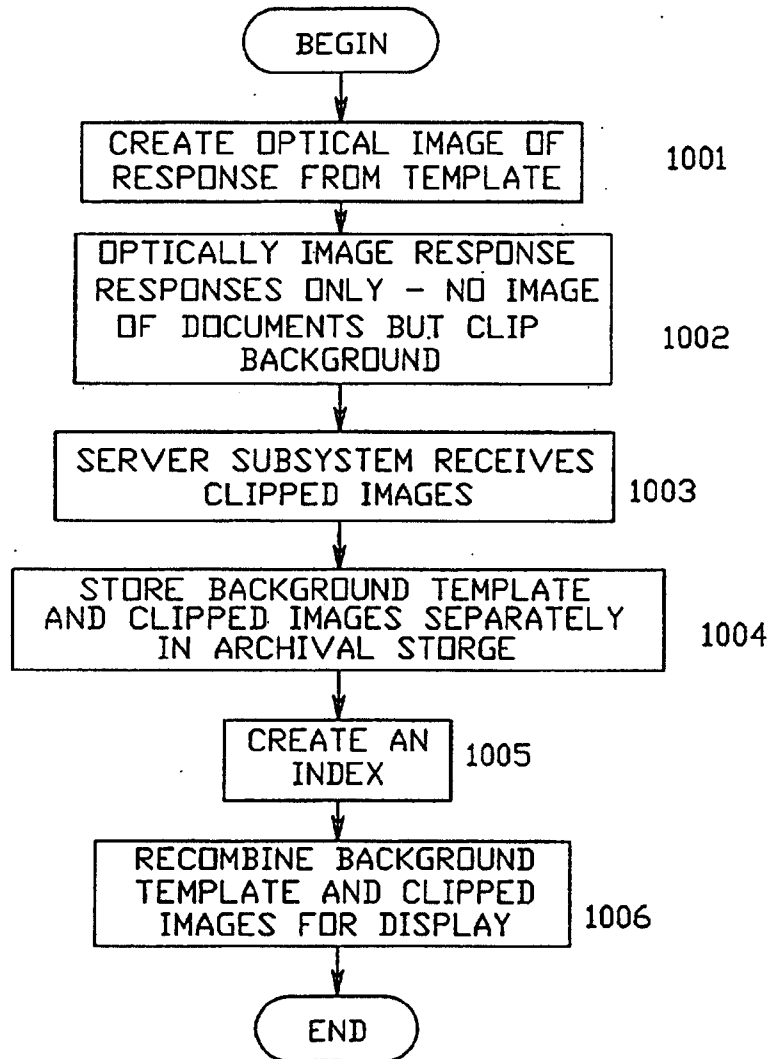 BEGIN
CREATE OPTICAL IMAGE OF
RESPONSE FROM TEMPLATE
1001
OPTICALLY IMAGE RESPONSE
RESPONSES ONLY - NO IMAGE
OF DOCUMENTS BUT CLIP
BACKGROUND
1002
SERVER SUBSYSTEM RECEIVES
CLIPPED IMAGES
1003
STORE BACKGROUND TEMPLATE
AND CLIPPED IMAGES SEPARATELY
IN ARCHIVAL STORGE
1004
CREATE AN
INDEX
1005
RECOMBINE BACKGROUND
TEMPLATE AND CLIPPED
IMAGES FOR DISPLAY
1006
END